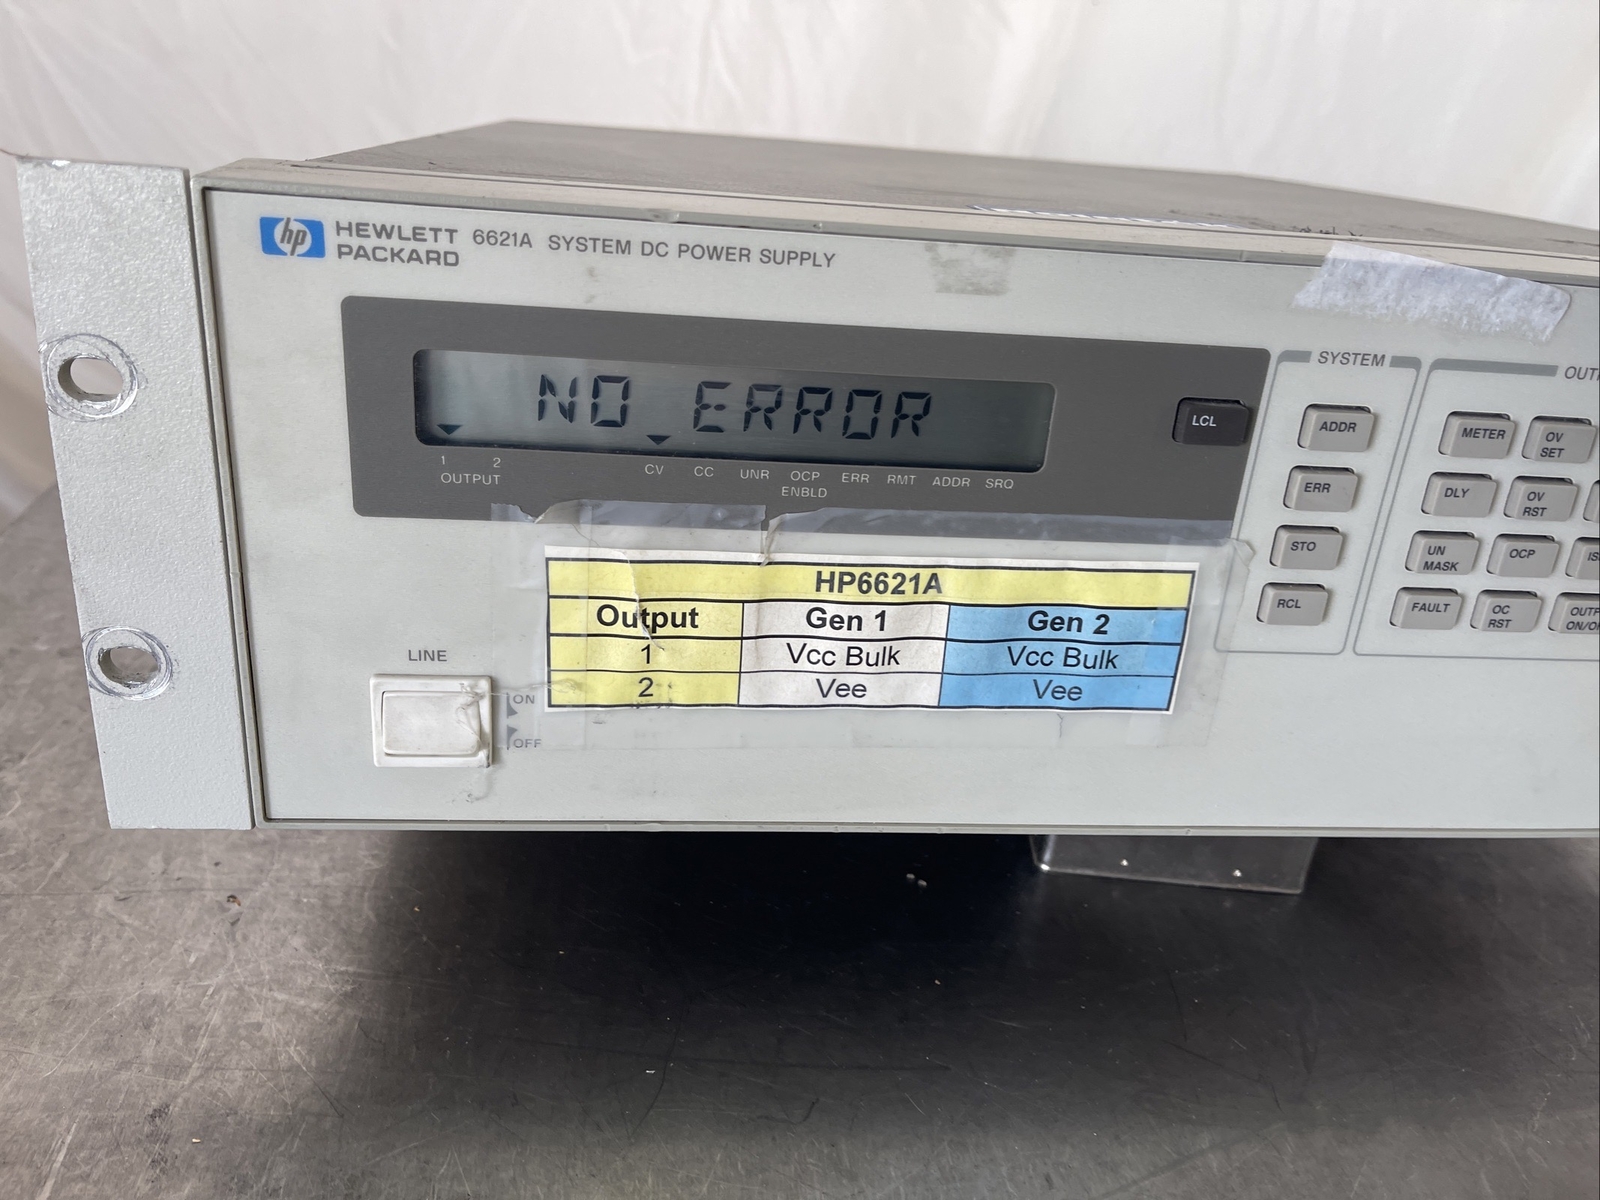 hp HEWLETT PACKARD 6621A SYSTEM DC POWER SUPPLY
NO ERROR
1 2
OUTPUT
CV CC UNR OCP ENBLD ERR RMT ADDR SRQ
LCL
SYSTEM
ADDR
ERR
STO
RCL
METER OV SET
DLY OV RST
UN MASK OCP
FAULT OC RST
HP6621A
Output Gen 1 Gen 2
1 Vcc Bulk Vcc Bulk
2 Vee Vee
LINE
ON
OFF